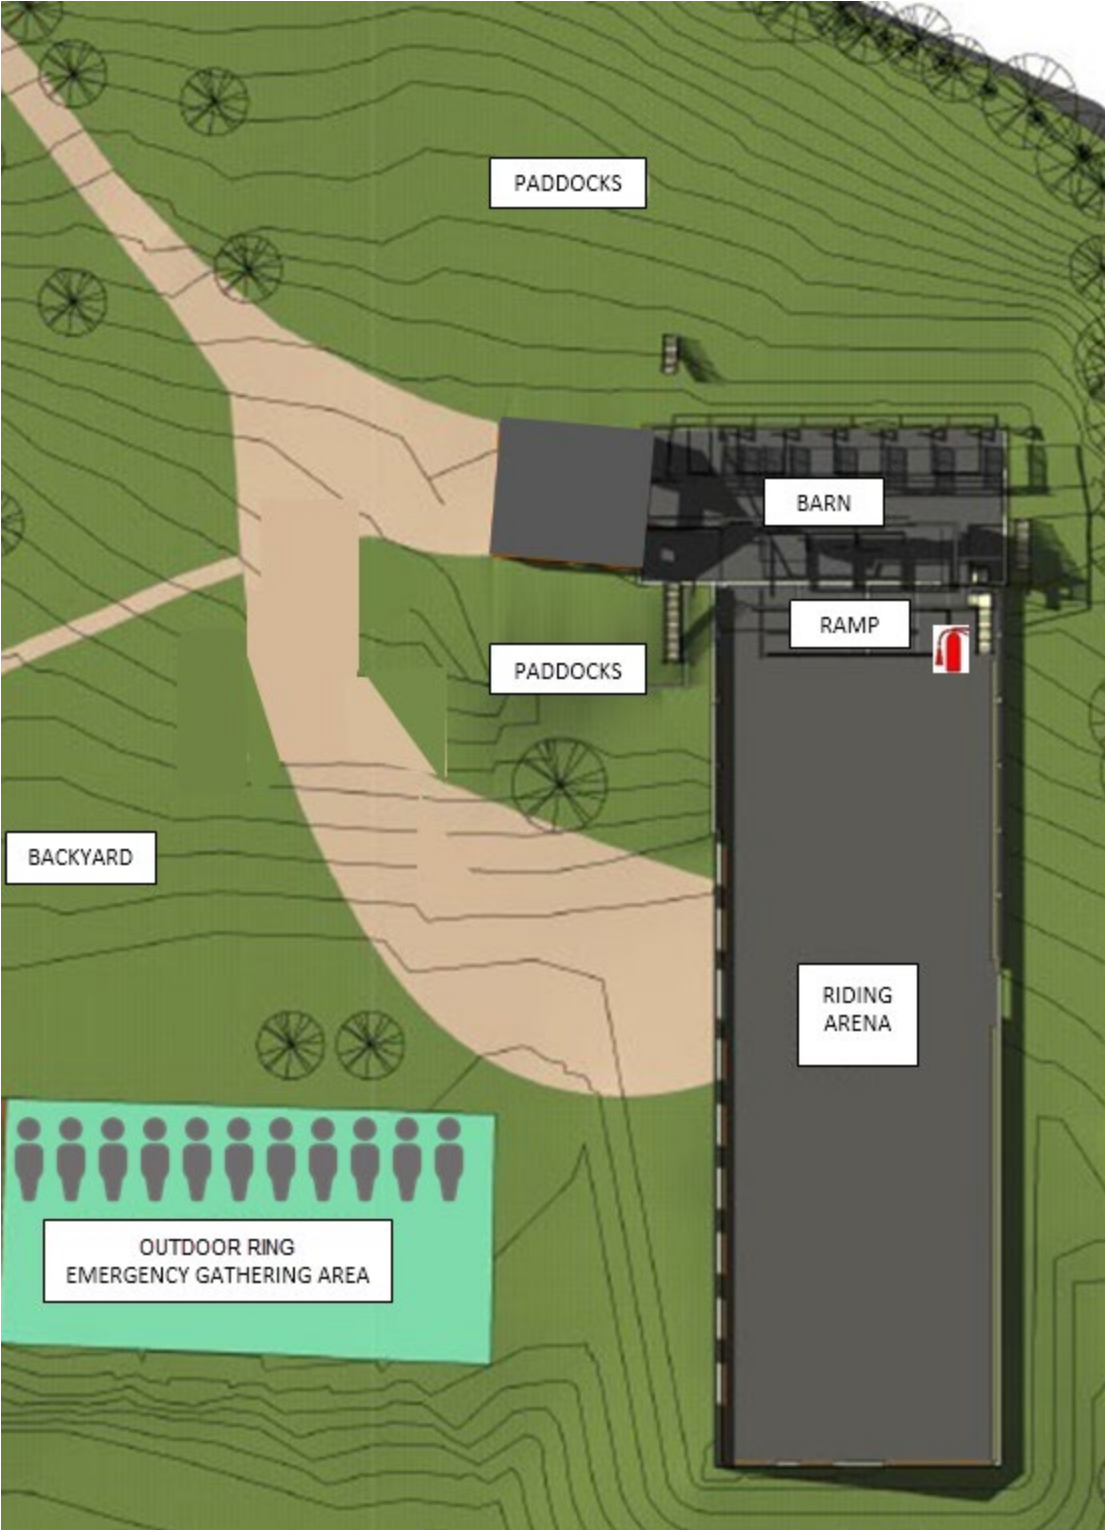 PADDOCKS
BARN
RAMP
PADDOCKS
BACKYARD
RIDING
ARENA
OUTDOOR RING
EMERGENCY GATHERING AREA